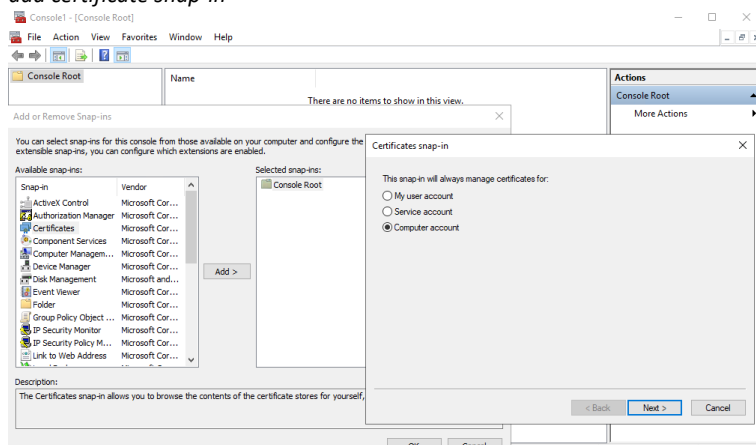 add certificate snap-in
Console1 - [Console Root]
File Action View Favorites Window Help
Console Root
Name
There are no items to show in this view.
Actions
Console Root
More Actions
Add or Remove Snap-ins
You can select snap-ins for this console from those available on your computer and configure the
extensible snap-ins, you can configure which extensions are enabled.
Available snap-ins:
Snap-in Vendor
ActiveX Control Microsoft Cor...
Authorization Manager Microsoft Cor...
Certificates Microsoft Cor...
Component Services Microsoft Cor...
Computer Managem... Microsoft Cor...
Device Manager Microsoft Cor...
Disk Management Microsoft and...
Event Viewer Microsoft Cor...
Folder Microsoft Cor...
Group Policy Object ... Microsoft Cor...
IP Security Monitor Microsoft Cor...
IP Security Policy M... Microsoft Cor...
Link to Web Address Microsoft Cor...
Add >
Selected snap-ins:
Console Root
Description:
The Certificates snap-in allows you to browse the contents of the certificate stores for yourself,
Certificates snap-in
This snap-in will always manage certificates for:
My user account
Service account
Computer account
< Back Next > Cancel